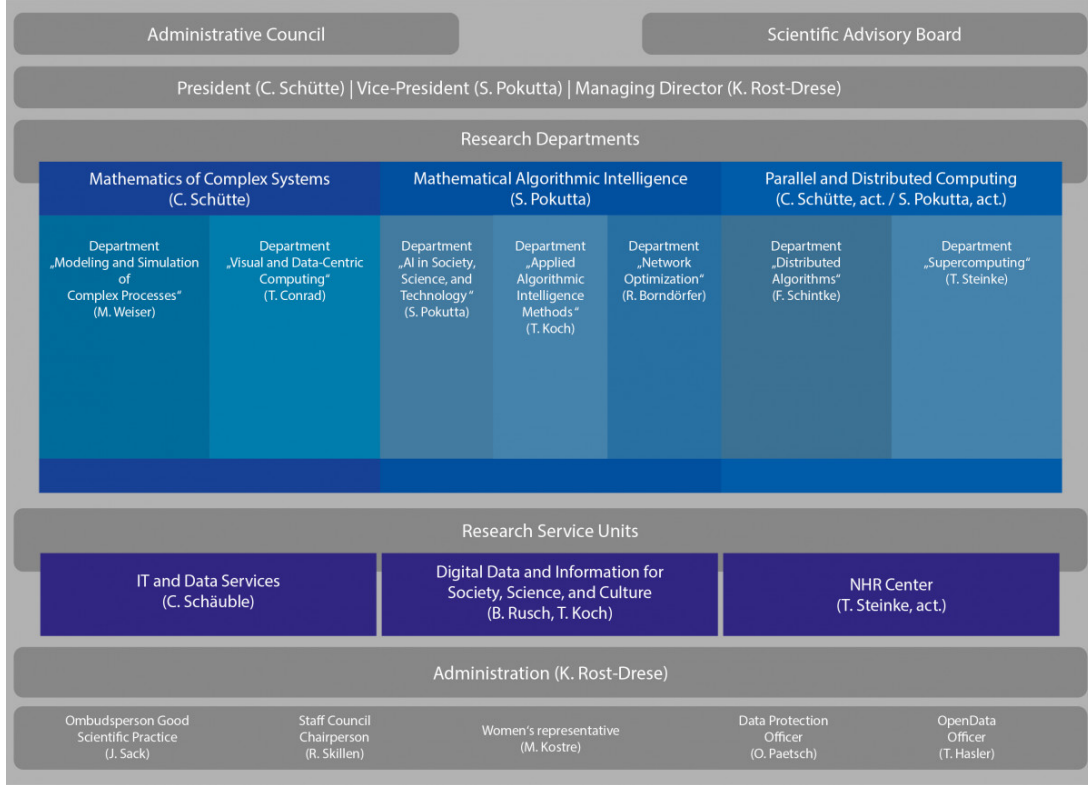 Administrative Council
Scientific Advisory Board
President (C. Schütte) | Vice-President (S. Pokutta) | Managing Director (K. Rost-Drese)
Research Departments
Mathematics of Complex Systems
(C. Schütte)
Mathematical Algorithmic Intelligence
(S. Pokutta)
Parallel and Distributed Computing
(C. Schütte, act. / S. Pokutta, act.)
Department
„Modeling and Simulation
of
Complex Processes“
(M. Weiser)
Department
„Visual and Data-Centric
Computing“
(T. Conrad)
Department
„AI in Society,
Science, and
Technology“
(S. Pokutta)
Department
„Applied
Algorithmic
Intelligence
Methods“
(T. Koch)
Department
„Network
Optimization“
(R. Borndörfer)
Department
„Distributed
Algorithms“
(F. Schintke)
Department
„Supercomputing“
(T. Steinke)
Research Service Units
IT and Data Services
(C. Schäuble)
Digital Data and Information for
Society, Science, and Culture
(B. Rusch, T. Koch)
NHR Center
(T. Steinke, act.)
Administration (K. Rost-Drese)
Ombudsperson Good
Scientific Practice
(J. Sack)
Staff Council
Chairperson
(R. Skillen)
Women‘s representative
(M. Kostre)
Data Protection
Officer
(O. Paetsch)
OpenData
Officer
(T. Hasler)